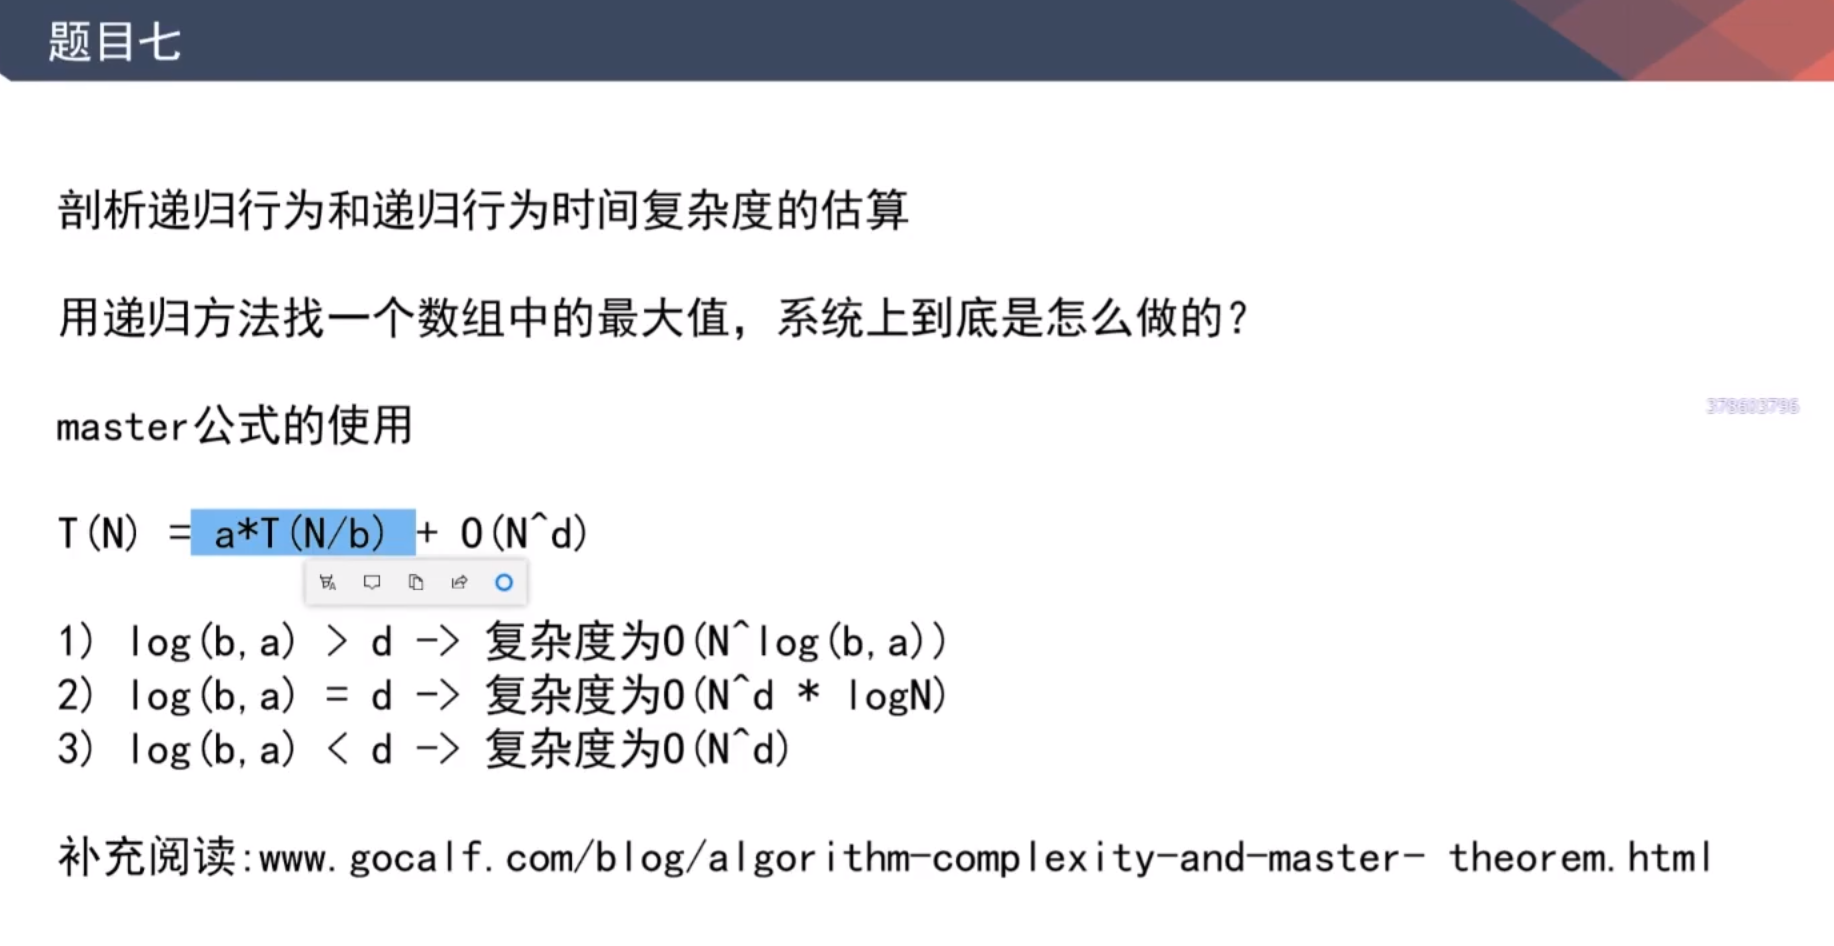 题目七
剖析递归行为和递归行为时间复杂度的估算
用递归方法找一个数组中的最大值，系统上到底是怎么做的？
master公式的使用
378603796
T(N) = a*T(N/b) + O(N^d)
1) log(b,a) > d -> 复杂度为O(N^log(b,a))
2) log(b,a) = d -> 复杂度为O(N^d * logN)
3) log(b,a) < d -> 复杂度为O(N^d)
补充阅读:www.gocalf.com/blog/algorithm-complexity-and-master- theorem.html